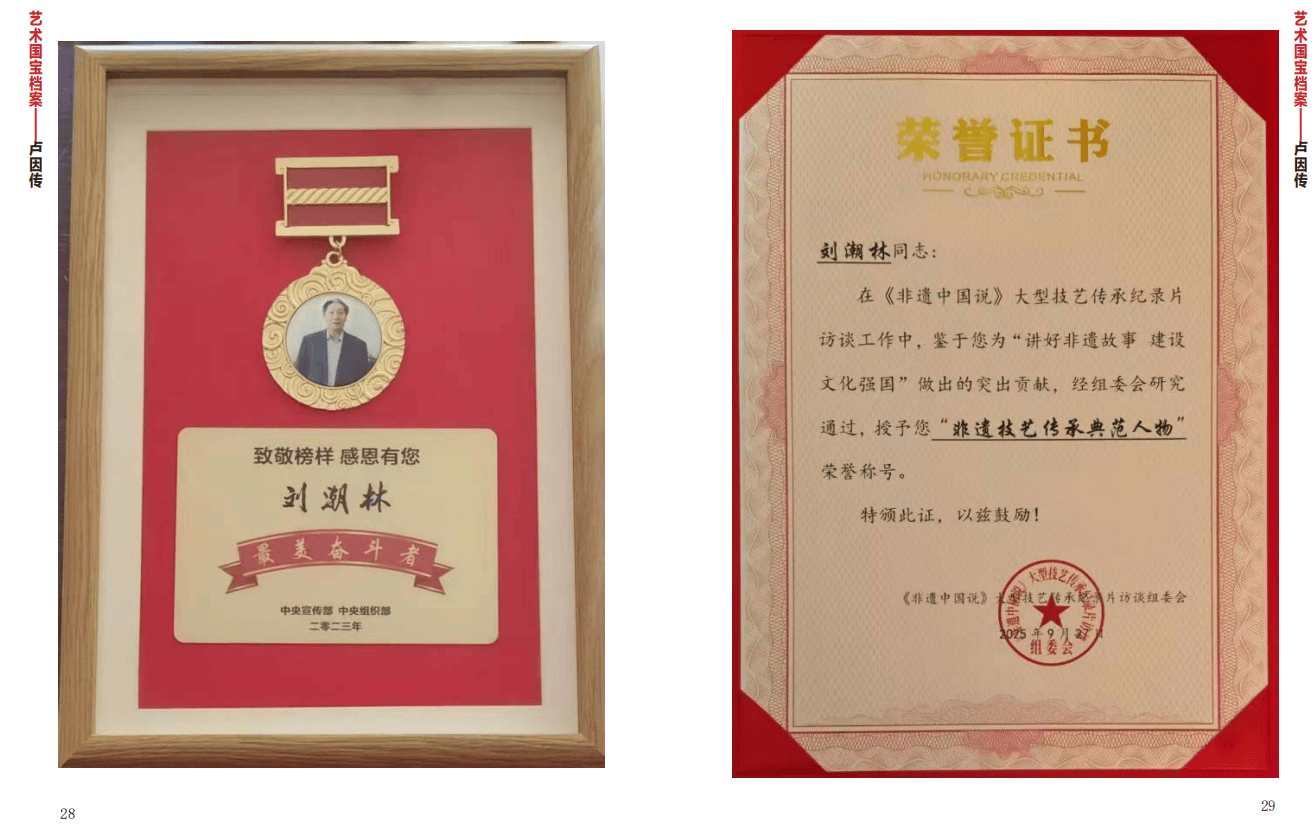 艺术国宝档案——卢因传
致敬榜样 感恩有您
刘潮林
最美奋斗者
中央宣传部 中央组织部
二零二三年
28
艺术国宝档案——卢因传
荣誉证书
HONORARY CREDENTIAL
刘潮林同志：
在《非遗中国说》大型技艺传承纪录片
访谈工作中，鉴于您为“讲好非遗故事 建设
文化强国”做出的突出贡献，经组委会研究
通过，授予您“非遗技艺传承典范人物”
荣誉称号。
特颁此证，以兹鼓励！
《非遗中国说》大型技艺传承纪录片访谈组委会
2025 年 9 月 27 日
组委会
29